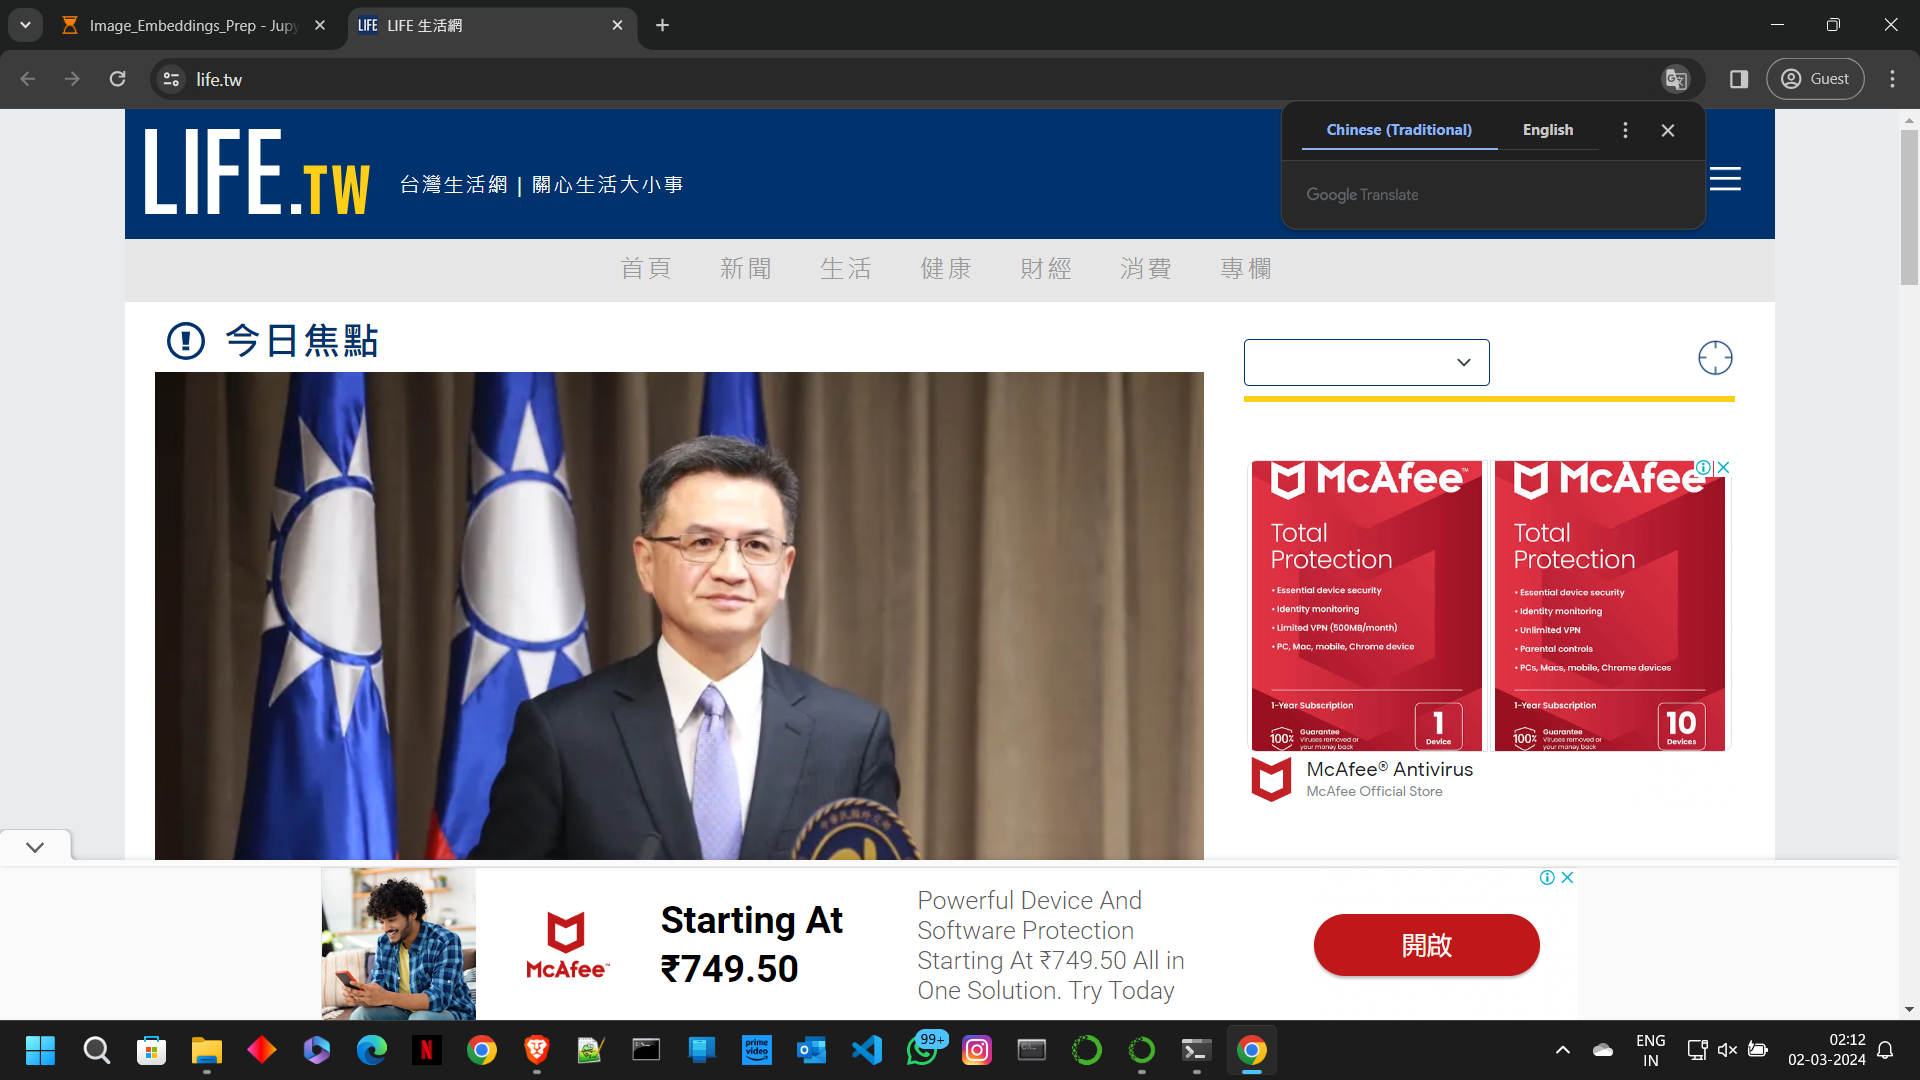 Image_Embeddings_Prep - Jupy
LIFE LIFE 生活網
life.tw
Guest
Chinese (Traditional) English
Google Translate
LIFE.TW 台灣生活網 | 關心生活大小事
首頁 新聞 生活 健康 財經 消費 專欄
今日焦點
McAfee™
Total
Protection
• Essential device security
• Identity monitoring
• Limited VPN (500MB/month)
• PC, Mac, mobile, Chrome device
1-Year Subscription
100% Guarantee
Viruses removed or
your money back
1
Device
McAfee
Total
Protection
• Essential device security
• Identity monitoring
• Unlimited VPN
• Parental controls
• PCs, Macs, mobile, Chrome devices
1-Year Subscription
100% Guarantee
Viruses removed or
your money back
10
Devices
McAfee® Antivirus
McAfee Official Store
McAfee™
Starting At
₹749.50
Powerful Device And
Software Protection
Starting At ₹749.50 All in
One Solution. Try Today
開啟
prime
video
99+
ENG
IN
02:12
02-03-2024